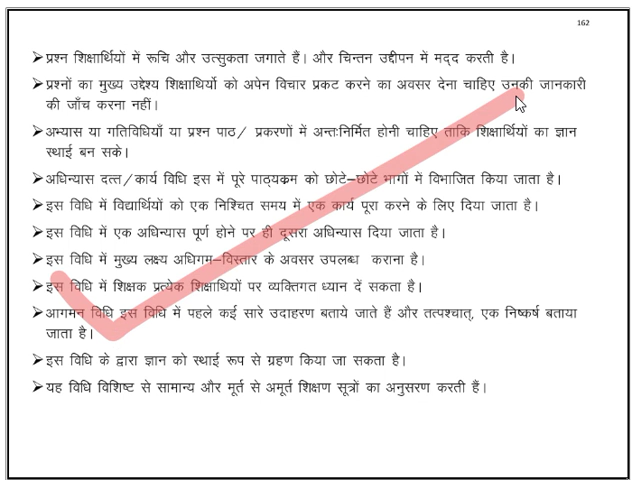 162
➢प्रश्न शिक्षार्थियों में रूचि और उत्सुकता जगाते हैं। और चिन्तन उद्दीपन में मद्द करती है।
➢प्रश्नों का मुख्य उद्देश्य शिक्षाथिर्यो को अपेन विचार प्रकट करने का अवसर देना चाहिए उनकी जानकारी
की जाँच करना नहीं।
➢अभ्यास या गतिविधियाँ या प्रश्न पाठ/ प्रकरणों में अन्तःनिर्मित होनी चाहिए ताकि शिक्षार्थियों का ज्ञान
स्थाई बन सके।
➢अधिन्यास दत्त/कार्य विधि इस में पूरे पाठ्यक्रम को छोटे–छोटे भागों में विभाजित किया जाता है।
➢इस विधि में विद्यार्थियों को एक निश्चित समय में एक कार्य पूरा करने के लिए दिया जाता है।
➢इस विधि में एक अधिन्यास पूर्ण होने पर ही दूसरा अधिन्यास दिया जाता है।
➢इस विधि में मुख्य लक्ष्य अधिगम–विस्तार के अवसर उपलब्ध कराना है।
➢इस विधि में शिक्षक प्रत्येक शिक्षाथियों पर व्यक्तिगत ध्यान दें सकता है।
➢आगमन विधि इस विधि में पहले कई सारे उदाहरण बताये जाते हैं और तत्पश्चात्, एक निष्कर्ष बताया
जाता है।
➢इस विधि के द्वारा ज्ञान को स्थाई रूप से ग्रहण किया जा सकता है।
➢यह विधि विशिष्ट से सामान्य और मूर्त से अमूर्त शिक्षण सूत्रों का अनुसरण करती हैं।